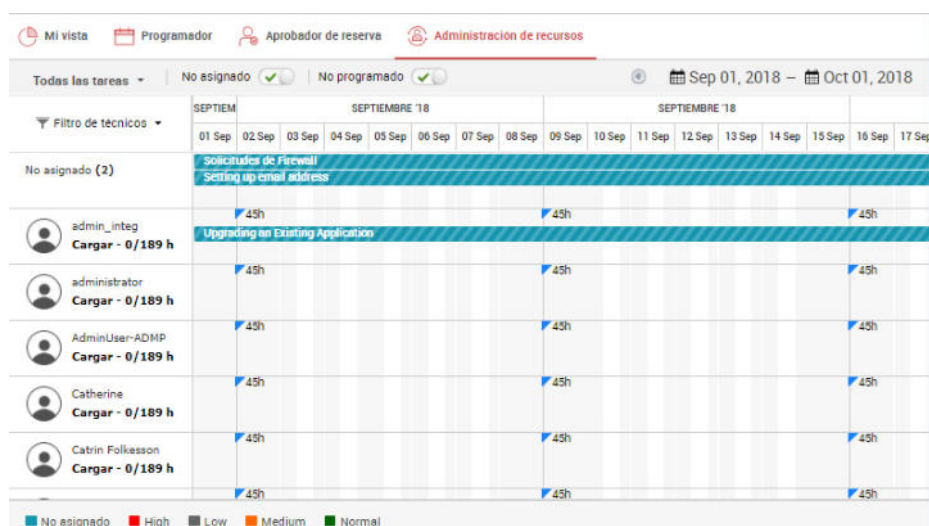 Mi vista Programador Aprobador de reserva Administración de recursos
Todas las tareas No asignado No programado Sep 01, 2018 – Oct 01, 2018
Filtro de técnicos
SEPTIEM SEPTIEMBRE '18 SEPTIEMBRE '18
01 Sep 02 Sep 03 Sep 04 Sep 05 Sep 06 Sep 07 Sep 08 Sep 09 Sep 10 Sep 11 Sep 12 Sep 13 Sep 14 Sep 15 Sep 16 Sep 17 Sep
No asignado (2)
Solicitudes de Firewall
Setting up email address
45h 45h 45h
admin_integ
Cargar - 0/189 h
Upgrading an Existing Application
45h 45h 45h
administrator
Cargar - 0/189 h
45h 45h 45h
AdminUser-ADMP
Cargar - 0/189 h
45h 45h 45h
Catherine
Cargar - 0/189 h
45h 45h 45h
Catrin Folkesson
Cargar - 0/189 h
45h 45h 45h
No asignado High Low Medium Normal